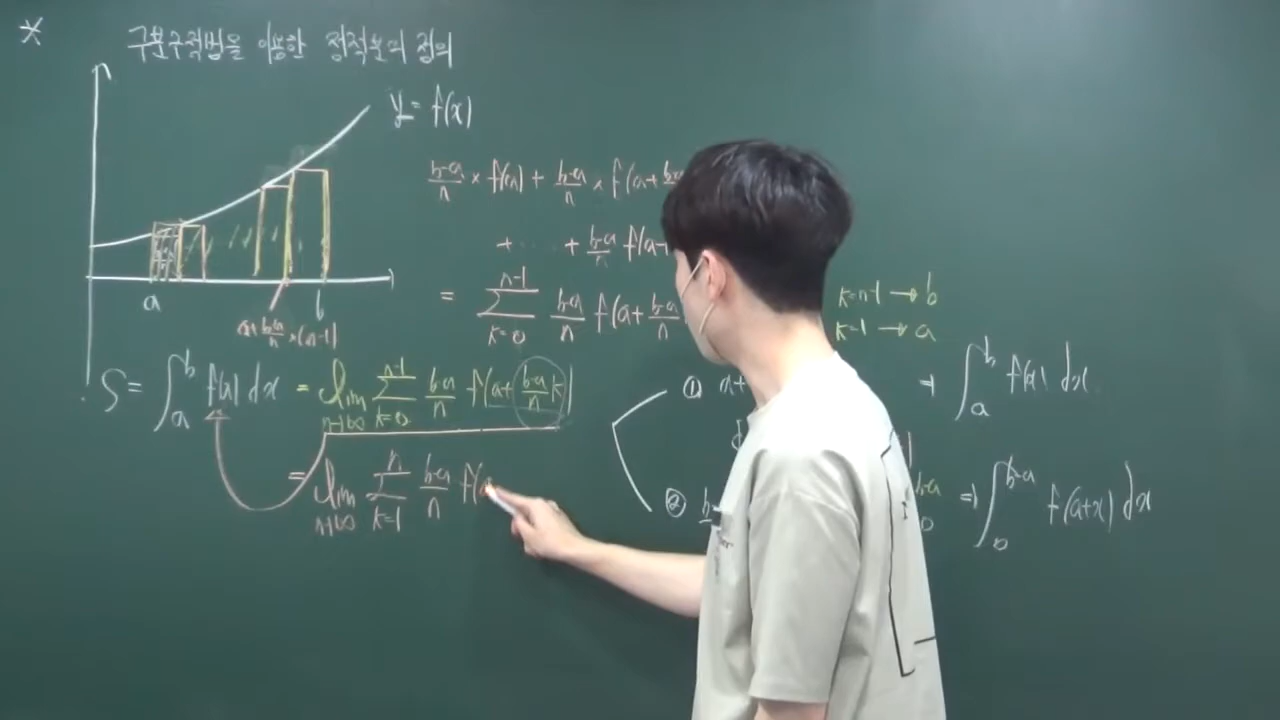 * 구분구적법을 이용한 정적분의 정의
y = f(x)
b-a/n × f(a) + b-a/n × f(a+
+ ... + b-a/n f(a+
= Σ_{k=0}^{n-1} b-a/n f(a+ b-a/n
a
a+ b-a/n ×(n-1)
k=n-1 → b
k=1 → a
S = ∫_a^b f(x) dx = lim_{n→∞} Σ_{k=0}^{n-1} b-a/n f(a+ b-a/n k)
= lim_{n→∞} Σ_{k=1}^{n} b-a/n f(
① a+
⇒ ∫_a^b f(x) dx
②
b-a
0
⇒ ∫_0^{b-a} f(a+x) dx